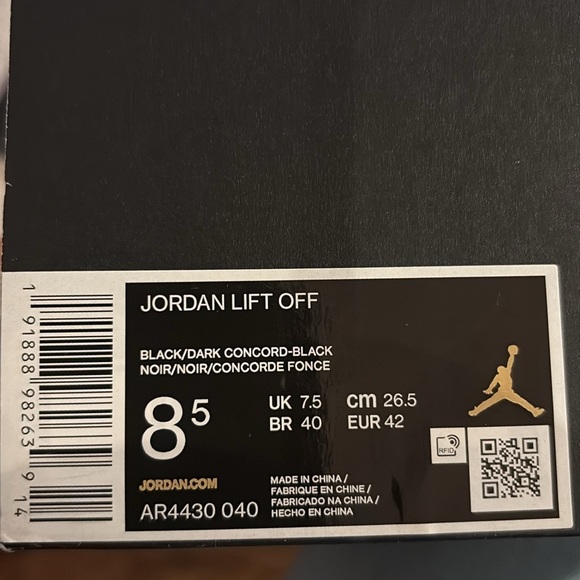 JORDAN LIFT OFF
BLACK/DARK CONCORD-BLACK
NOIR/NOIR/CONCORDE FONCE
8 5
UK 7.5 cm 26.5
BR 40 EUR 42
RFID
JORDAN.COM
AR4430 040
MADE IN CHINA /
FABRIQUE EN CHINE /
FABRICADO NA CHINA /
HECHO EN CHINA
1 91888 98263 9 14